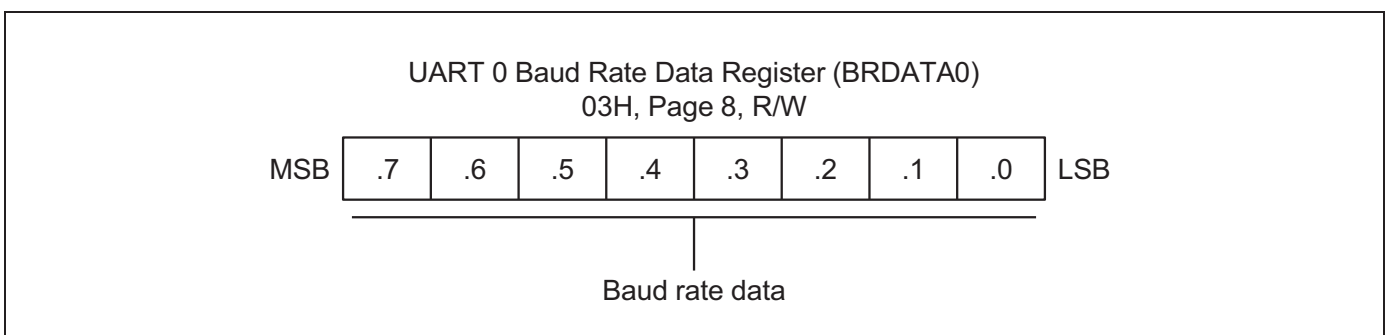 UART 0 Baud Rate Data Register (BRDATA0)
03H, Page 8, R/W
MSB .7 .6 .5 .4 .3 .2 .1 .0 LSB
Baud rate data